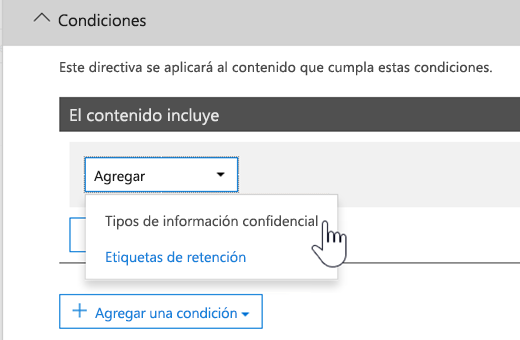 Condiciones
Este directiva se aplicará al contenido que cumpla estas condiciones.
El contenido incluye
Agregar
Tipos de información confidencial
Etiquetas de retención
Agregar una condición